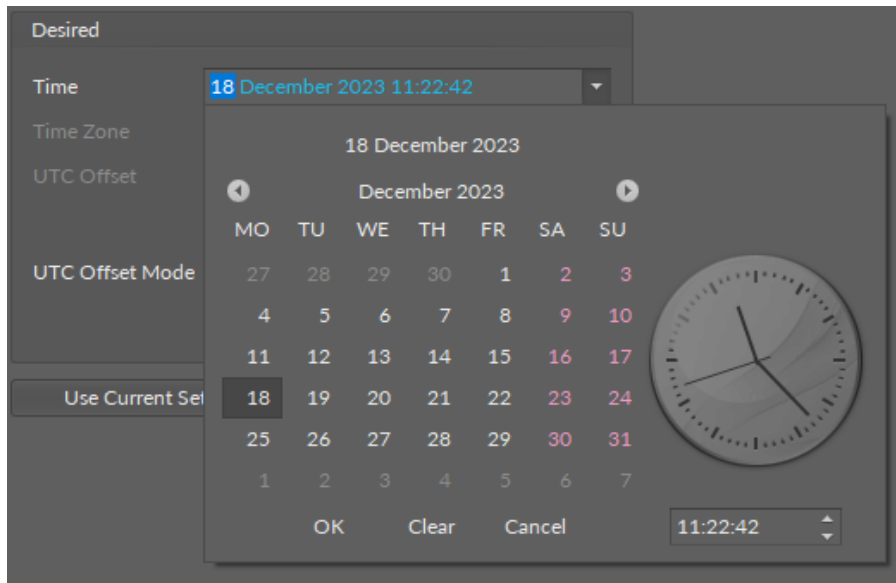 Desired
Time 18 December 2023 11:22:42
Time Zone
18 December 2023
UTC Offset
December 2023
MO TU WE TH FR SA SU
UTC Offset Mode
27 28 29 30 1 2 3
4 5 6 7 8 9 10
11 12 13 14 15 16 17
Use Current Set
18 19 20 21 22 23 24
25 26 27 28 29 30 31
1 2 3 4 5 6 7
OK Clear Cancel 11:22:42